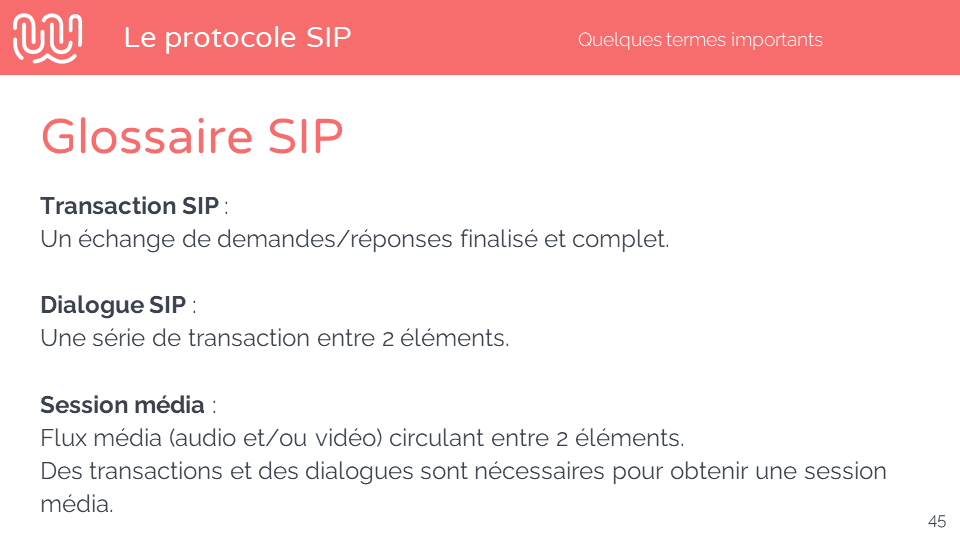 Le protocole SIP
Quelques termes importants
Glossaire SIP
Transaction SIP :
Un échange de demandes/réponses finalisé et complet.
Dialogue SIP :
Une série de transaction entre 2 éléments.
Session média :
Flux média (audio et/ou vidéo) circulant entre 2 éléments.
Des transactions et des dialogues sont nécessaires pour obtenir une session
média.
45